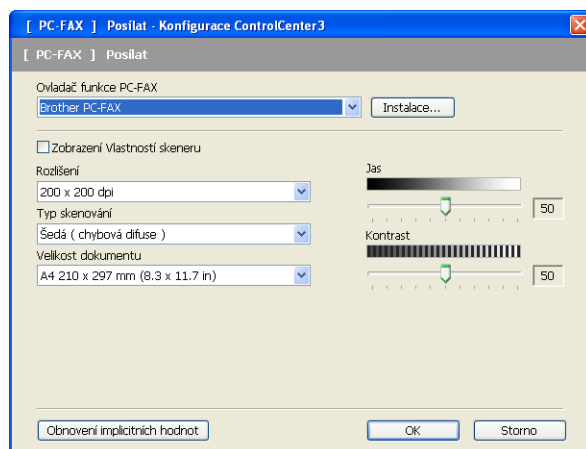 [ PC-FAX ] Posílat - Konfigurace ControlCenter3
[ PC-FAX ] Posílat
Ovladač funkce PC-FAX
Brother PC-FAX
Instalace...
Zobrazení Vlastností skeneru
Rozlišení
200 x 200 dpi
Typ skenování
Šedá ( chybová difuse )
Velikost dokumentu
A4 210 x 297 mm (8.3 x 11.7 in)
Jas
50
Kontrast
50
Obnovení implicitních hodnot
OK
Storno